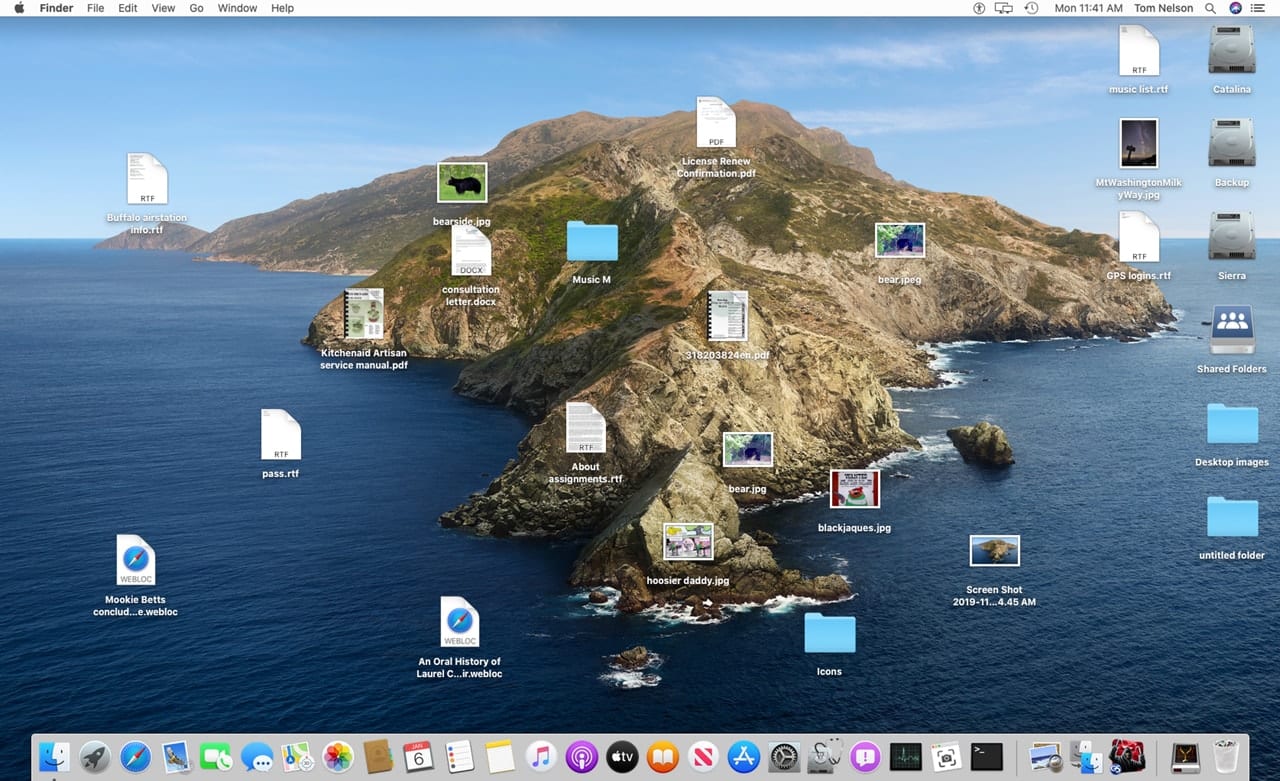 Finder File Edit View Go Window Help
Mon 11:41 AM Tom Nelson
RTF
music list.rtf
Catalina
PDF
License Renew
Confirmation.pdf
MtWashingtonMilk
yWay.jpg
Backup
RTF
Buffalo airstation
info.rtf
bearside.jpg
DOCX
consultation
letter.docx
Music M
bear.jpeg
RTF
GPS logins.rtf
Sierra
Kitchenaid Artisan
service manual.pdf
318203824en.pdf
Shared Folders
RTF
pass.rtf
RTF
About
assignments.rtf
bear.jpg
Desktop images
blackjaques.jpg
hoosier daddy.jpg
untitled folder
WEBLOC
Mookie Betts
conclud...e.webloc
Screen Shot
2019-11...4.45 AM
WEBLOC
An Oral History of
Laurel C...ir.webloc
Icons
JAN
6
tv